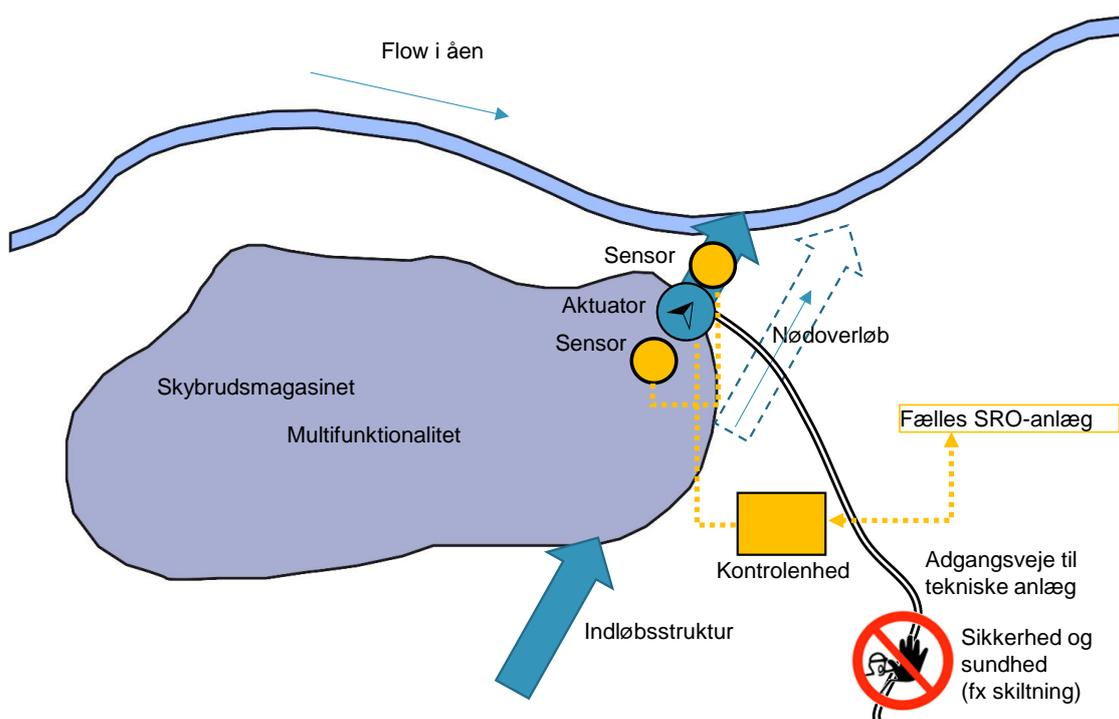 Flow i åen
Sensor
Aktuator
Sensor
Nødoverløb
Skybrudsmagasinet
Multifunktionalitet
Fælles SRO-anlæg
Kontrolenhed
Adgangsveje til
tekniske anlæg
Indløbsstruktur
Sikkerhed og
sundhed
(fx skiltning)